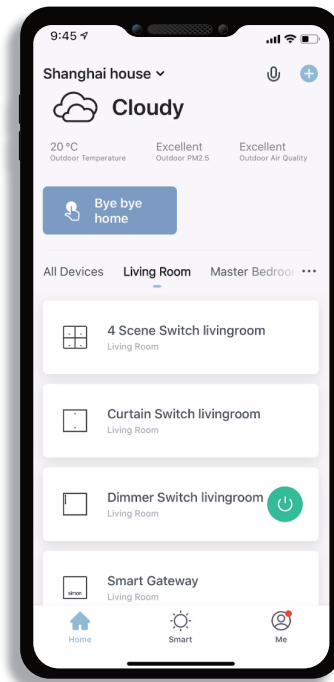 9:45
Shanghai house
Cloudy
20 °C
Outdoor Temperature
Excellent
Outdoor PM2.5
Excellent
Outdoor Air Quality
Bye bye
home
All Devices Living Room Master Bedroo ···
4 Scene Switch livingroom
Living Room
Curtain Switch livingroom
Living Room
Dimmer Switch livingroom
Living Room
simon
Smart Gateway
Living Room
Home Smart Me